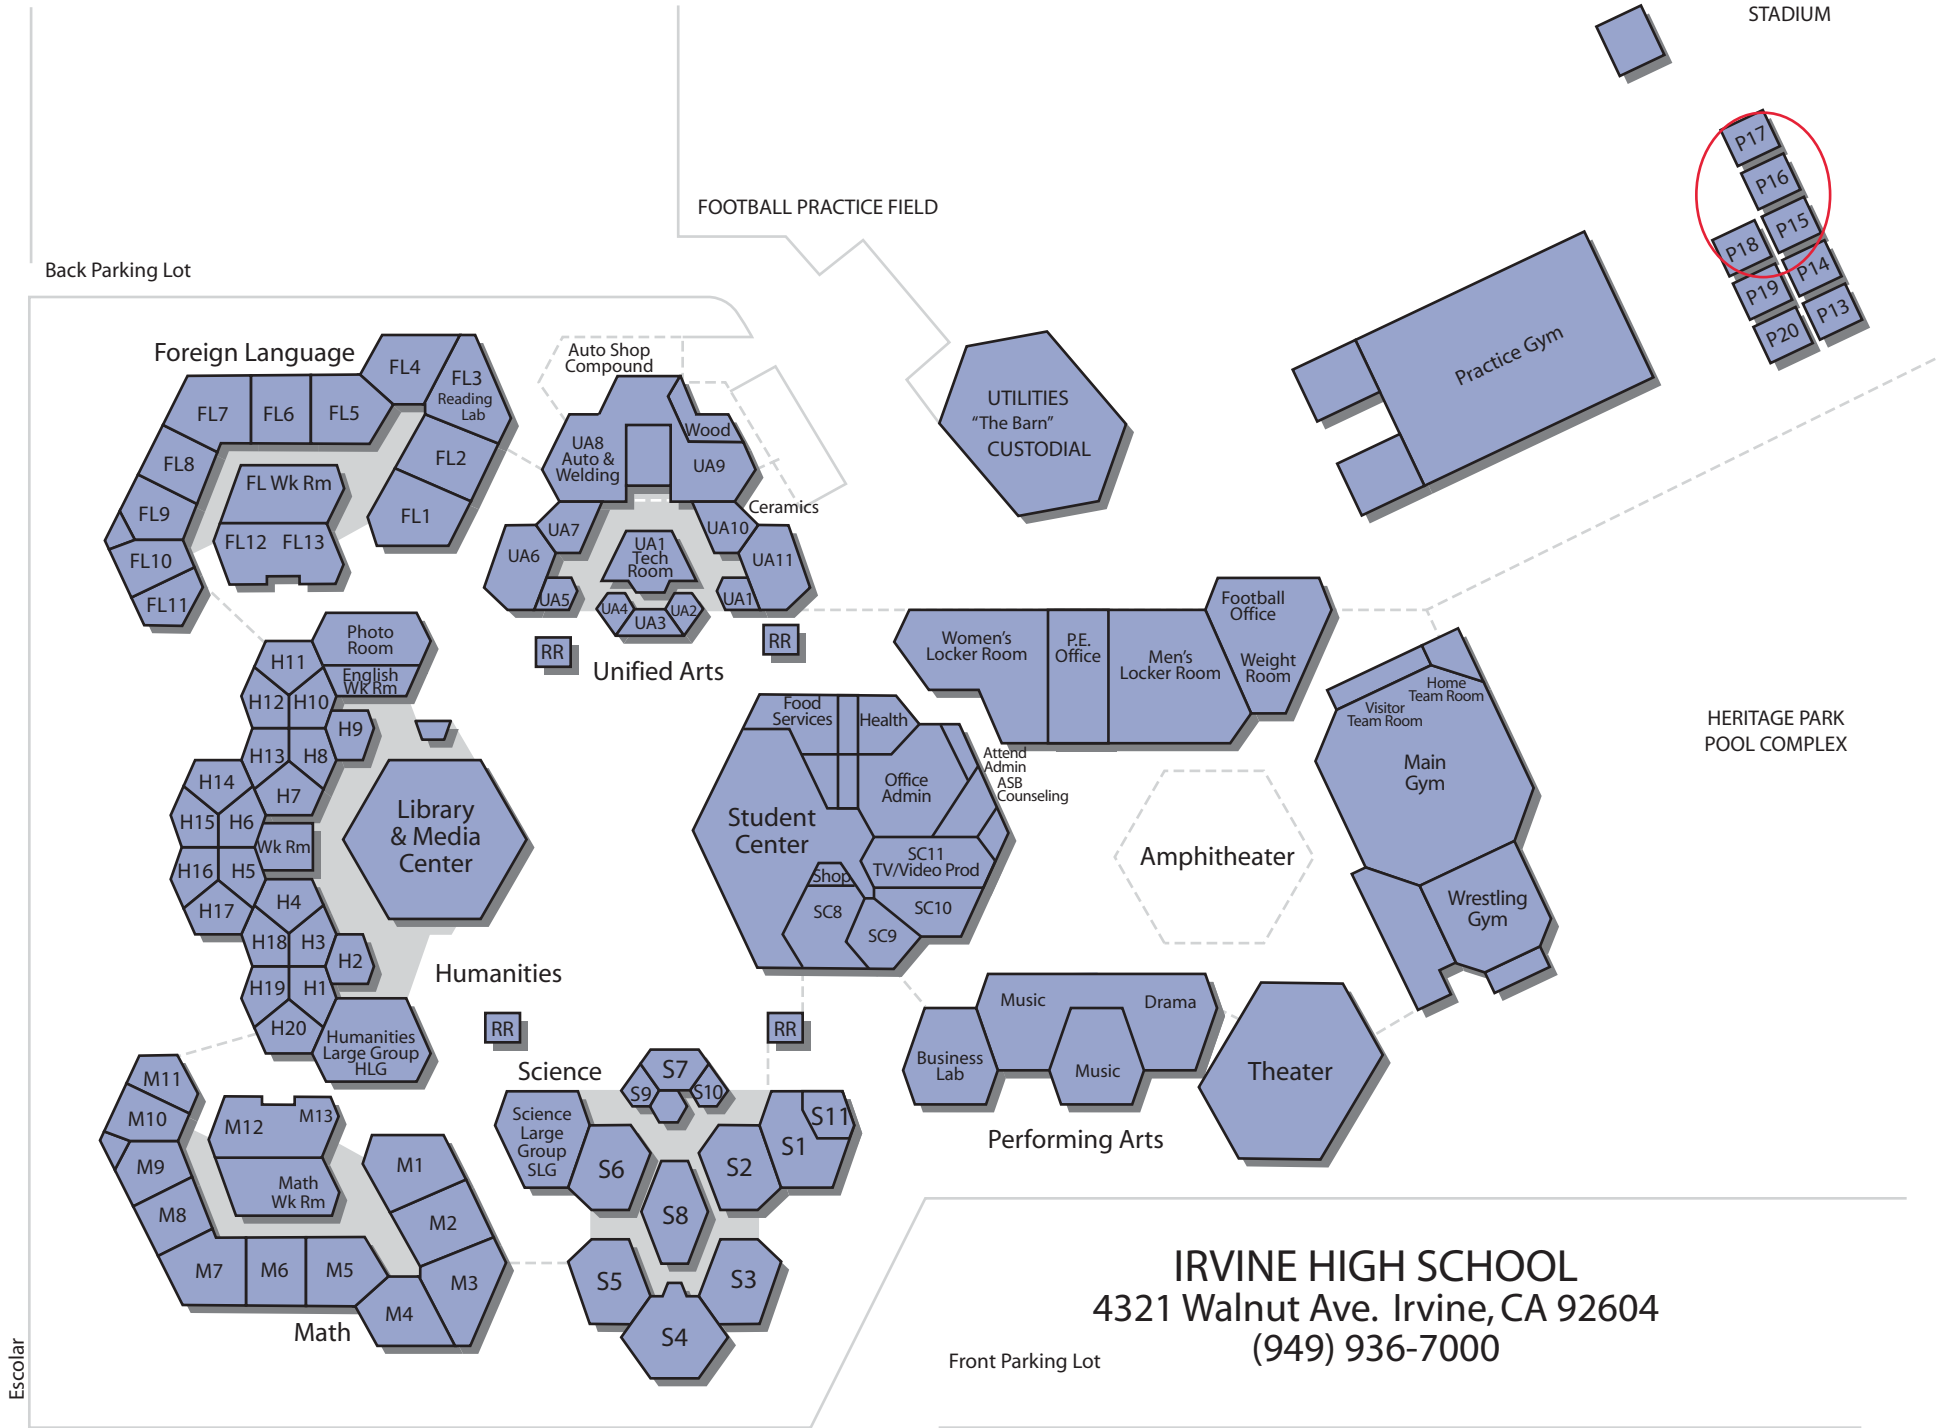 STADIUM
P17
P16
P15
P18
P14
P19
P13
P20
FOOTBALL PRACTICE FIELD
Back Parking Lot
Practice Gym
Foreign Language
FL4
FL3
Reading
Lab
FL7
FL6
FL5
FL2
FL8
FL Wk Rm
FL9
FL1
FL12
FL13
FL10
FL11
Auto Shop
Compound
Wood
UA8
Auto &
Welding
UA9
Ceramics
UA7
UA10
UA6
UA1
Tech
Room
UA11
UA5
UA4
UA3
UA2
UA1
RR
RR
Unified Arts
UTILITIES
“The Barn”
CUSTODIAL
Football
Office
Women’s
Locker Room
P.E.
Office
Men’s
Locker Room
Weight
Room
Home
Team Room
Visitor
Team Room
Main
Gym
Wrestling
Gym
HERITAGE PARK
POOL COMPLEX
Photo
Room
English
Wk Rm
H11
H12
H10
H9
H13
H8
H14
H7
H15
H6
Wk Rm
H16
H5
H17
H4
H18
H3
H2
H19
H1
H20
Humanities
Large Group
HLG
Library
& Media
Center
Humanities
Food
Services
Health
Attend
Admin
ASB
Counseling
Office
Admin
Student
Center
SC11
TV/Video Prod
Shop
SC8
SC10
SC9
Amphitheater
RR
RR
Music
Drama
Business
Lab
Music
Theater
Performing Arts
Science
S7
S9
S10
Science
Large
Group
SLG
S11
S1
S6
S2
S8
S5
S3
S4
M11
M10
M12
M13
M9
M1
Math
Wk Rm
M8
M2
M7
M6
M5
M3
M4
Math
IRVINE HIGH SCHOOL
4321 Walnut Ave. Irvine, CA 92604
(949) 936-7000
Front Parking Lot
Escolar